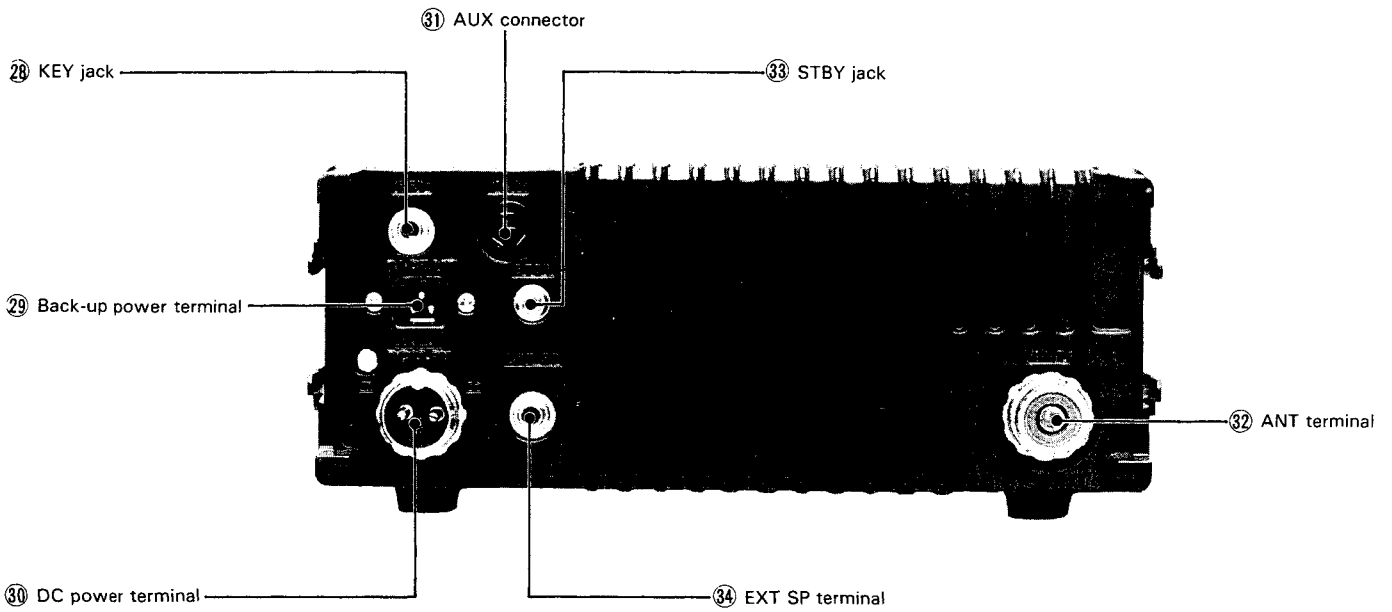 ㉛ AUX connector
㉘ KEY jack
㉝ STBY jack
㉙ Back-up power terminal
㉜ ANT terminal
㉚ DC power terminal
㉞ EXT SP terminal